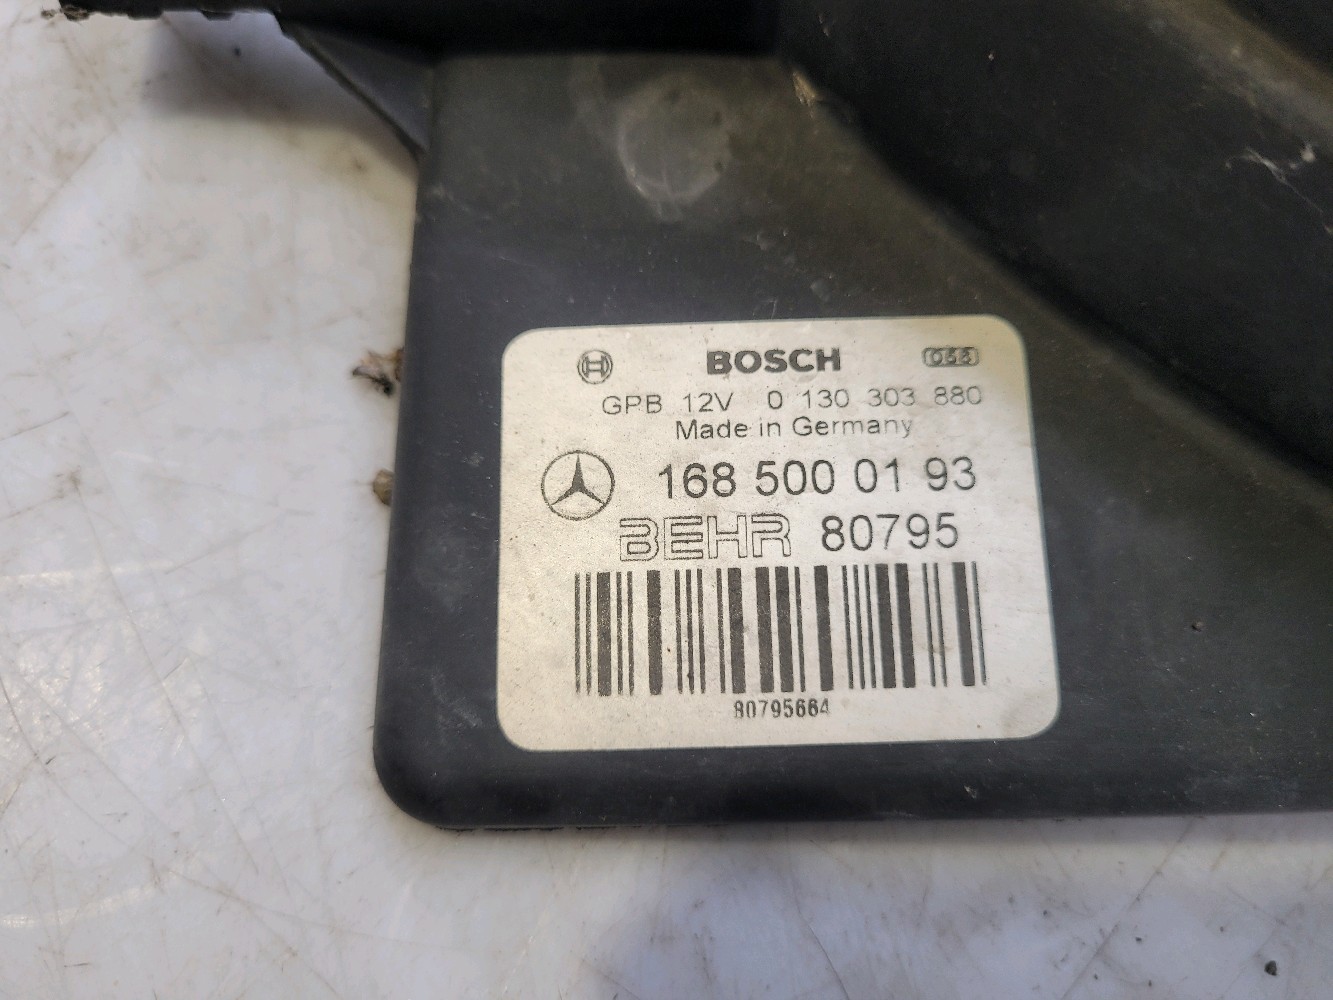 BOSCH
GPB 12V 0 130 303 880
Made in Germany
168 500 01 93
BEHR 80795
80795664